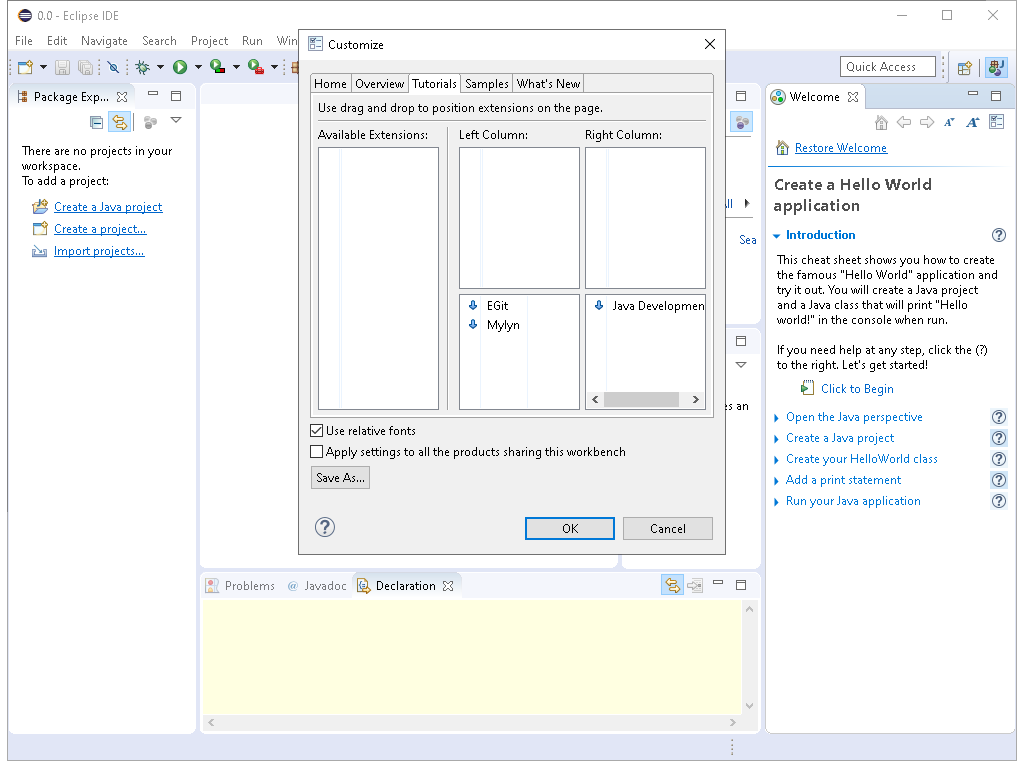 0.0 - Eclipse IDE
File Edit Navigate Search Project Run Win
Quick Access
Package Exp...
There are no projects in your
workspace.
To add a project:
Create a Java project
Create a project...
Import projects...
Customize
Home Overview Tutorials Samples What's New
Use drag and drop to position extensions on the page.
Available Extensions: Left Column: Right Column:
EGit
Mylyn
Java Developmen
Use relative fonts
Apply settings to all the products sharing this workbench
Save As...
OK Cancel
Sea
es an
Welcome
Restore Welcome
Create a Hello World
application
Introduction
This cheat sheet shows you how to create
the famous "Hello World" application and
try it out. You will create a Java project
and a Java class that will print "Hello
world!" in the console when run.
If you need help at any step, click the (?)
to the right. Let's get started!
Click to Begin
Open the Java perspective
Create a Java project
Create your HelloWorld class
Add a print statement
Run your Java application
Problems @ Javadoc Declaration